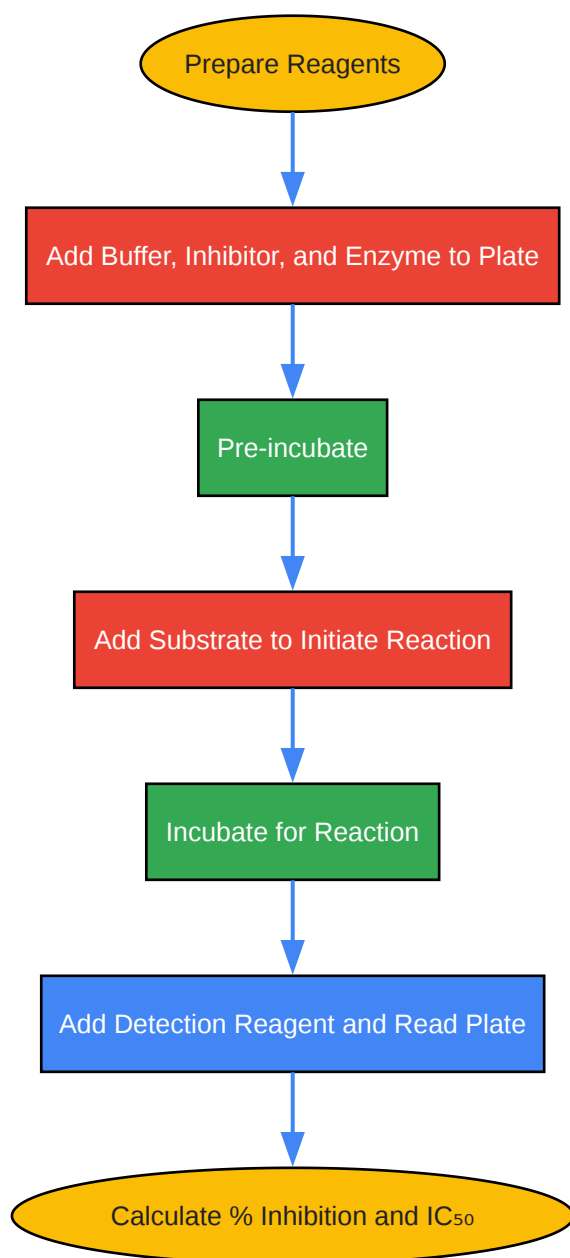 Prepare Reagents
Add Buffer, Inhibitor, and Enzyme to Plate
Pre-incubate
Add Substrate to Initiate Reaction
Incubate for Reaction
Add Detection Reagent and Read Plate
Calculate % Inhibition and IC₅₀